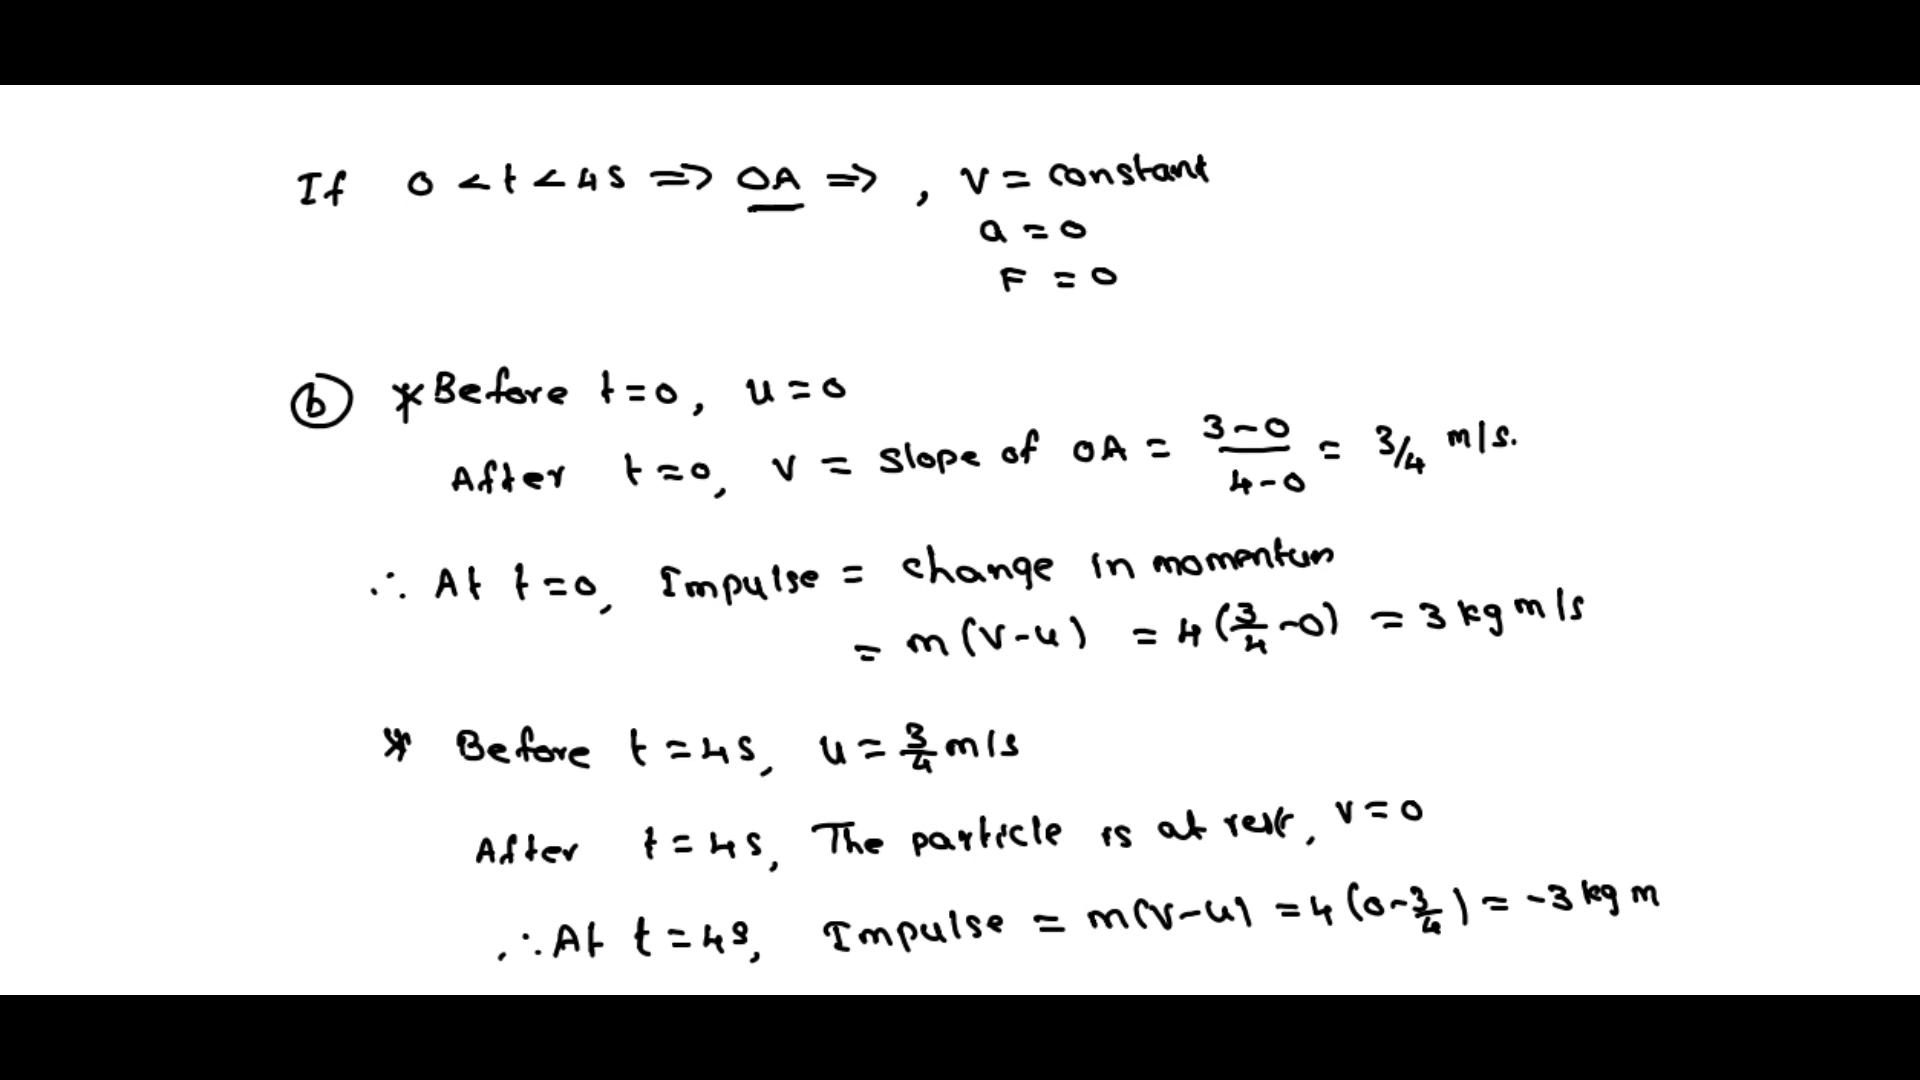 If 0 < t < 4s ⇒ OA ⇒ , v = constant
a = 0
F = 0
(b) * Before t = 0, u = 0
After t = 0, v = slope of OA = (3-0)/(4-0) = 3/4 m/s.
∴ At t = 0, Impulse = change in momentum
= m(v-u) = 4(3/4 - 0) = 3 kg m/s
* Before t = 4s, u = 3/4 m/s
After t = 4s, The particle is at rest, v = 0
∴ At t = 4s, Impulse = m(v-u) = 4(0 - 3/4) = -3 kg m